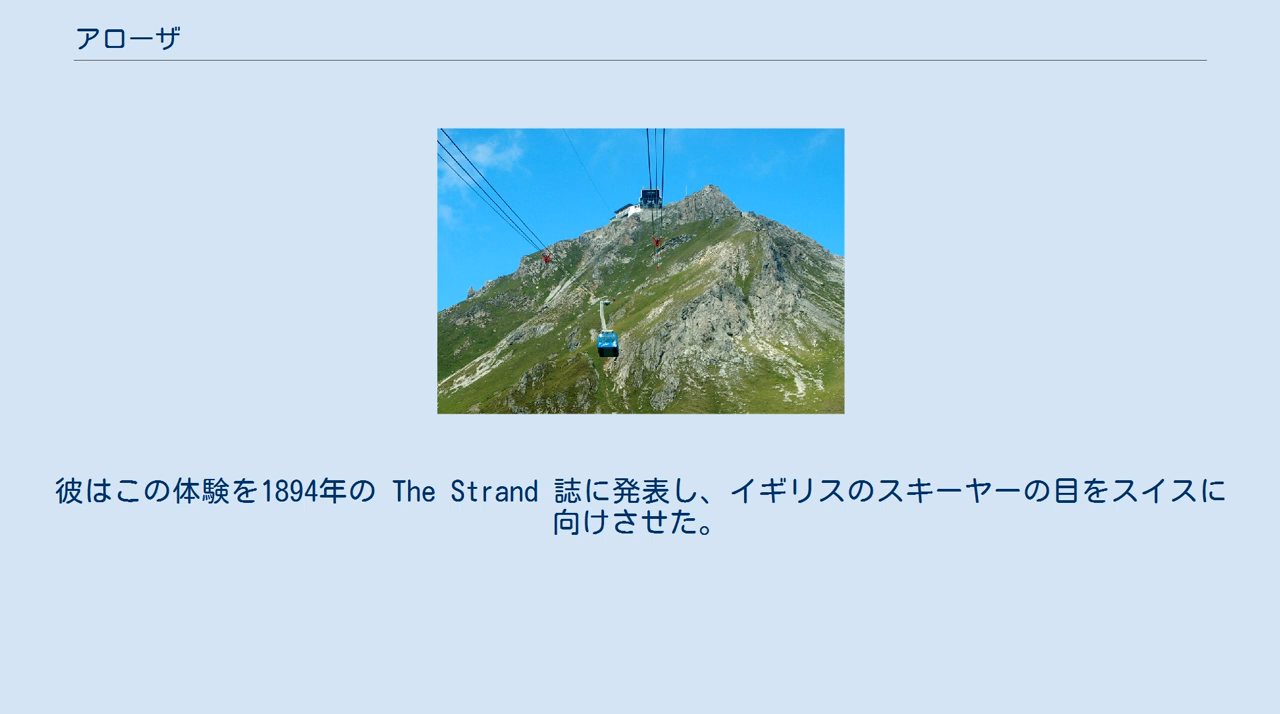 アローザ
彼はこの体験を1894年の The Strand 誌に発表し、イギリスのスキーヤーの目をスイスに
向けさせた。